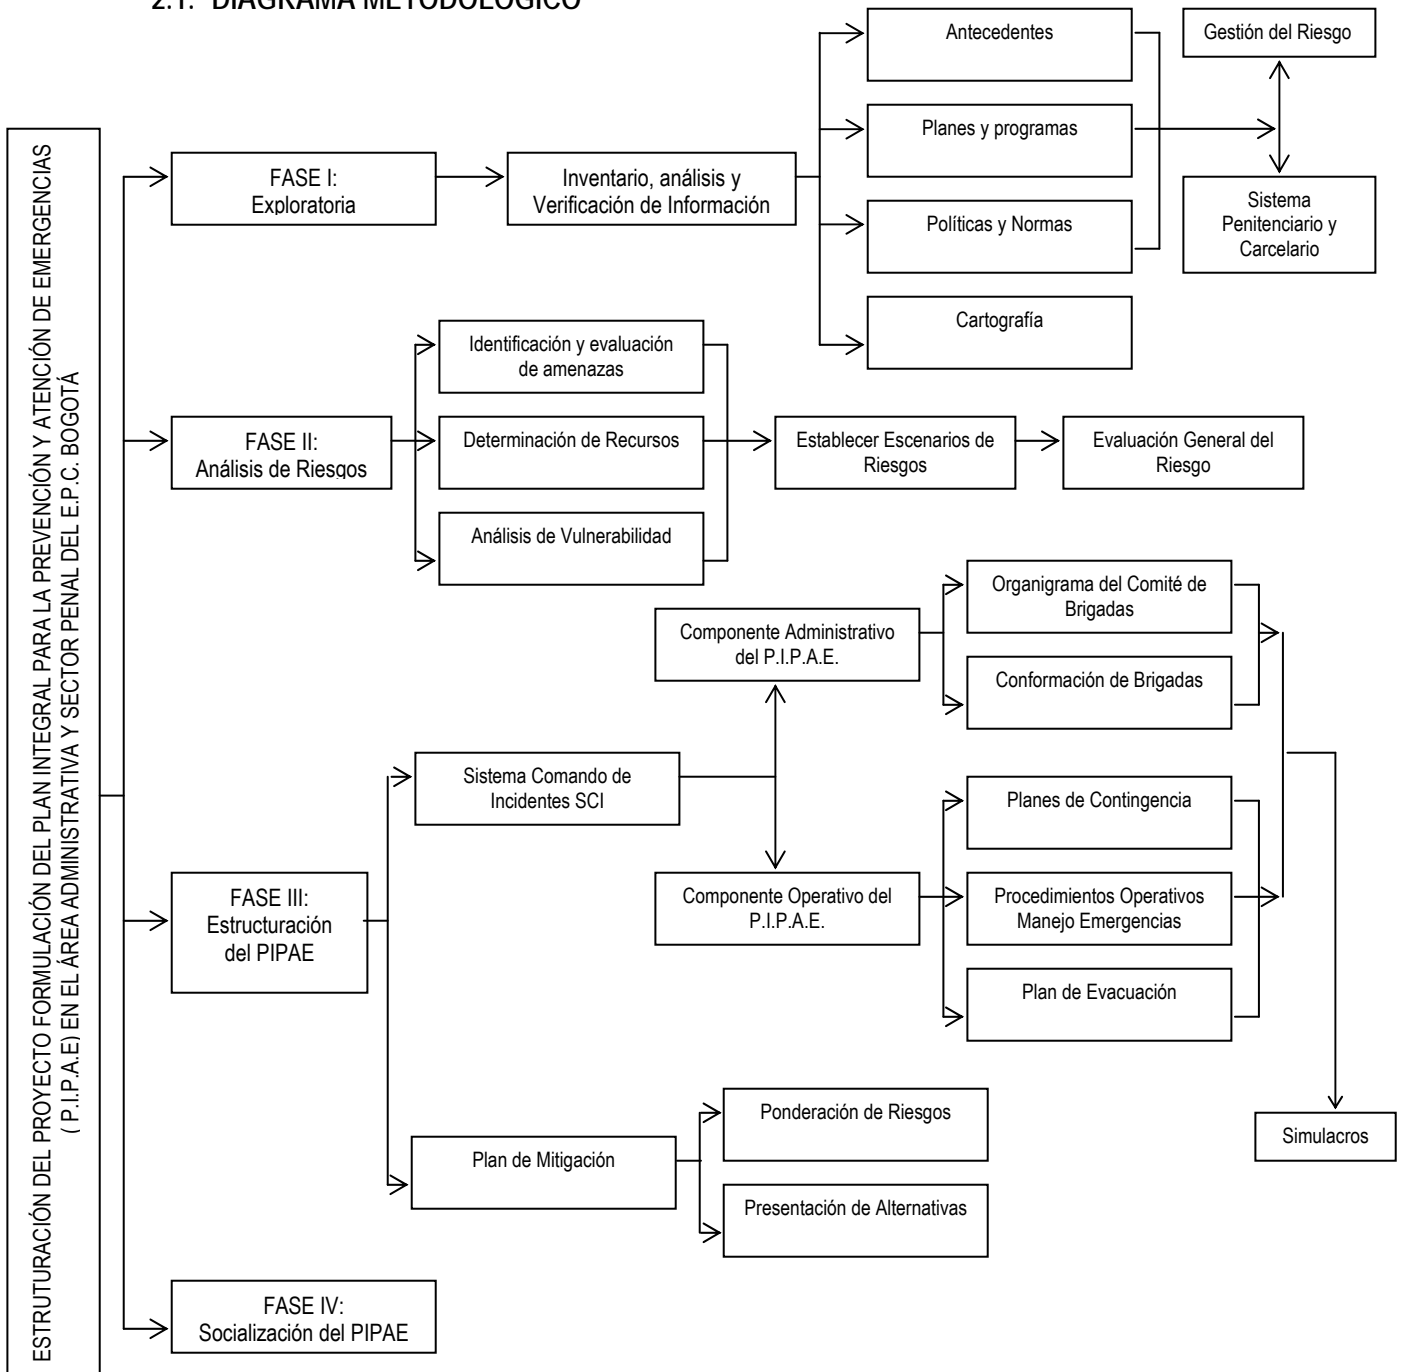 2.1. DIAGRAMA METODOLÓGICO
ESTRUTURACIÓN DEL PROYECTO FORMULACIÓN DEL PLAN INTEGRAL PARA LA PREVENCIÓN Y ATENCIÓN DE EMERGENCIAS
( P.I.P.A.E) EN EL ÁREA ADMINISTRATIVA Y SECTOR PENAL DEL E.P.C. BOGOTÁ
FASE I:
Exploratoria
Inventario, análisis y
Verificación de Información
Antecedentes
Planes y programas
Políticas y Normas
Cartografía
Gestión del Riesgo
Sistema
Penitenciario y
Carcelario
FASE II:
Análisis de Riesgos
Identificación y evaluación
de amenazas
Determinación de Recursos
Análisis de Vulnerabilidad
Establecer Escenarios de
Riesgos
Evaluación General del
Riesgo
FASE III:
Estructuración
del PIPAE
Sistema Comando de
Incidentes SCI
Componente Administrativo
del P.I.P.A.E.
Organigrama del Comité de
Brigadas
Conformación de Brigadas
Componente Operativo del
P.I.P.A.E.
Planes de Contingencia
Procedimientos Operativos
Manejo Emergencias
Plan de Evacuación
Simulacros
Plan de Mitigación
Ponderación de Riesgos
Presentación de Alternativas
FASE IV:
Socialización del PIPAE